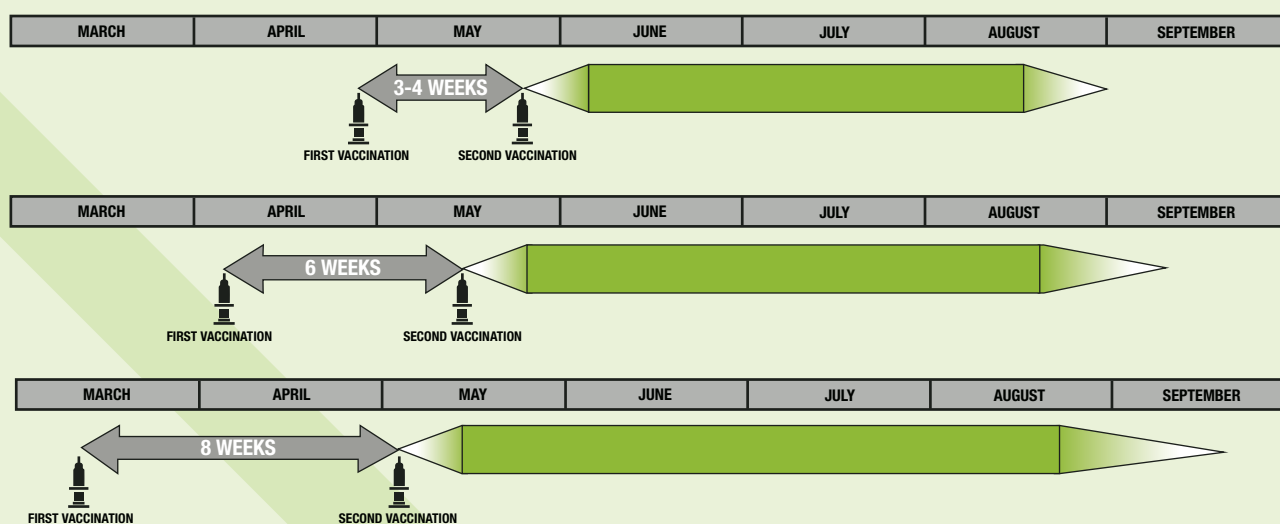 MARCH APRIL MAY JUNE JULY AUGUST SEPTEMBER
3-4 WEEKS
FIRST VACCINATION SECOND VACCINATION
MARCH APRIL MAY JUNE JULY AUGUST SEPTEMBER
6 WEEKS
FIRST VACCINATION SECOND VACCINATION
MARCH APRIL MAY JUNE JULY AUGUST SEPTEMBER
8 WEEKS
FIRST VACCINATION SECOND VACCINATION